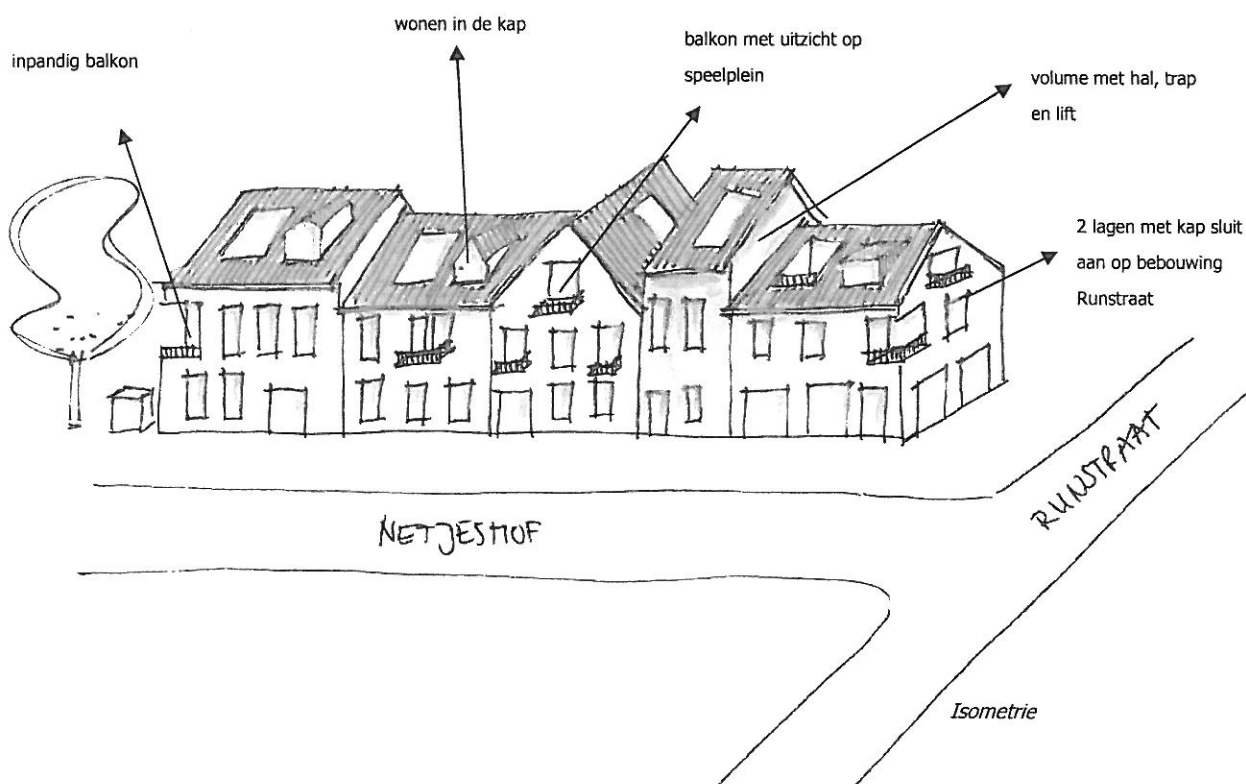 wonen in de kap
inpandig balkon
balkon met uitzicht op
speelplein
volume met hal, trap
en lift
2 lagen met kap sluit
aan op bebouwing
Runstraat
NETJESHOF
RUNSTRAAT
Isometrie